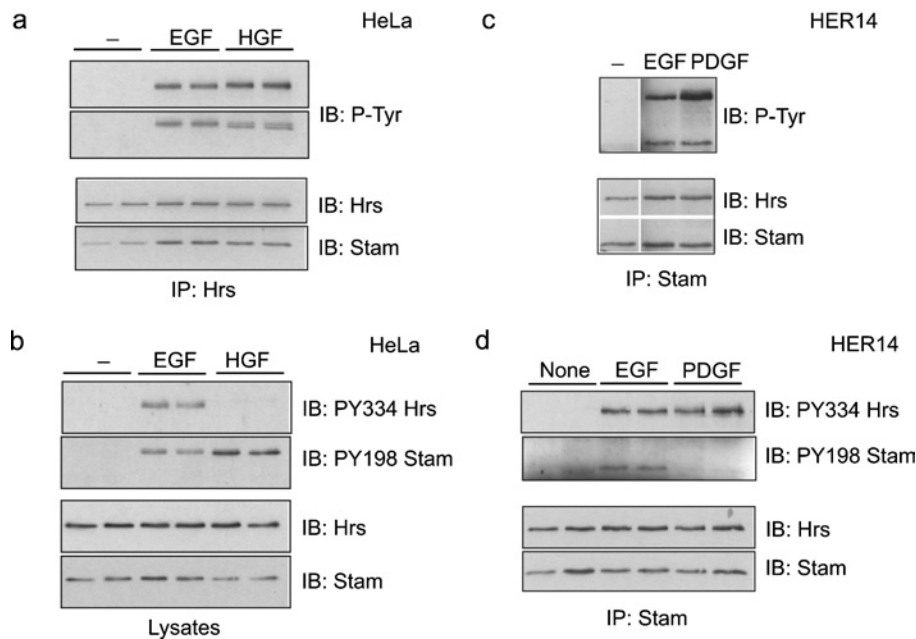 a HeLa
– EGF HGF
IB: P-Tyr
IB: Hrs
IB: Stam
IP: Hrs
b HeLa
– EGF HGF
IB: PY334 Hrs
IB: PY198 Stam
IB: Hrs
IB: Stam
Lysates
c HER14
– EGF PDGF
IB: P-Tyr
IB: Hrs
IB: Stam
IP: Stam
d HER14
None EGF PDGF
IB: PY334 Hrs
IB: PY198 Stam
IB: Hrs
IB: Stam
IP: Stam